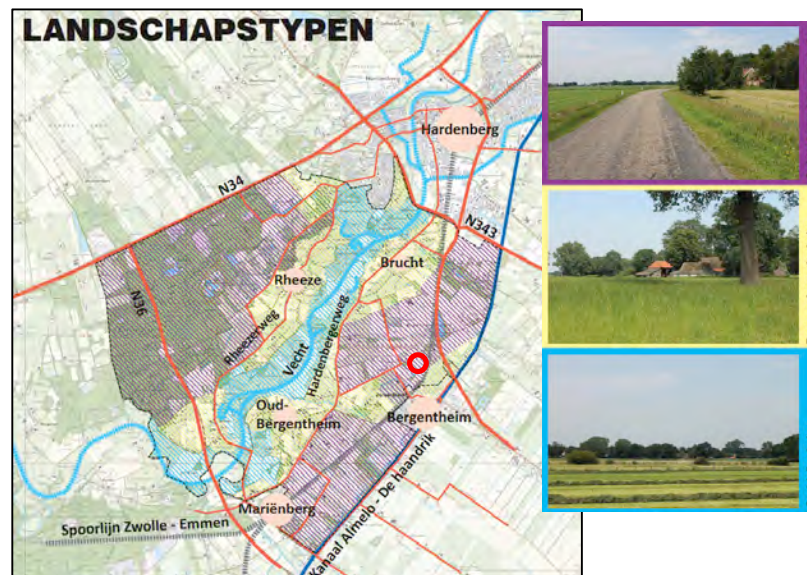 LANDSCHAPSTYPEN
Hardenberg
N34
N343
Brucht
Rheeze
N36
Rheezerweg
Vecht
Hardenbergerweg
Oud-
Bergentheim
Bergentheim
Mariënberg
Kanaal Almelo - De Haandrik
Spoorlijn Zwolle - Emmen